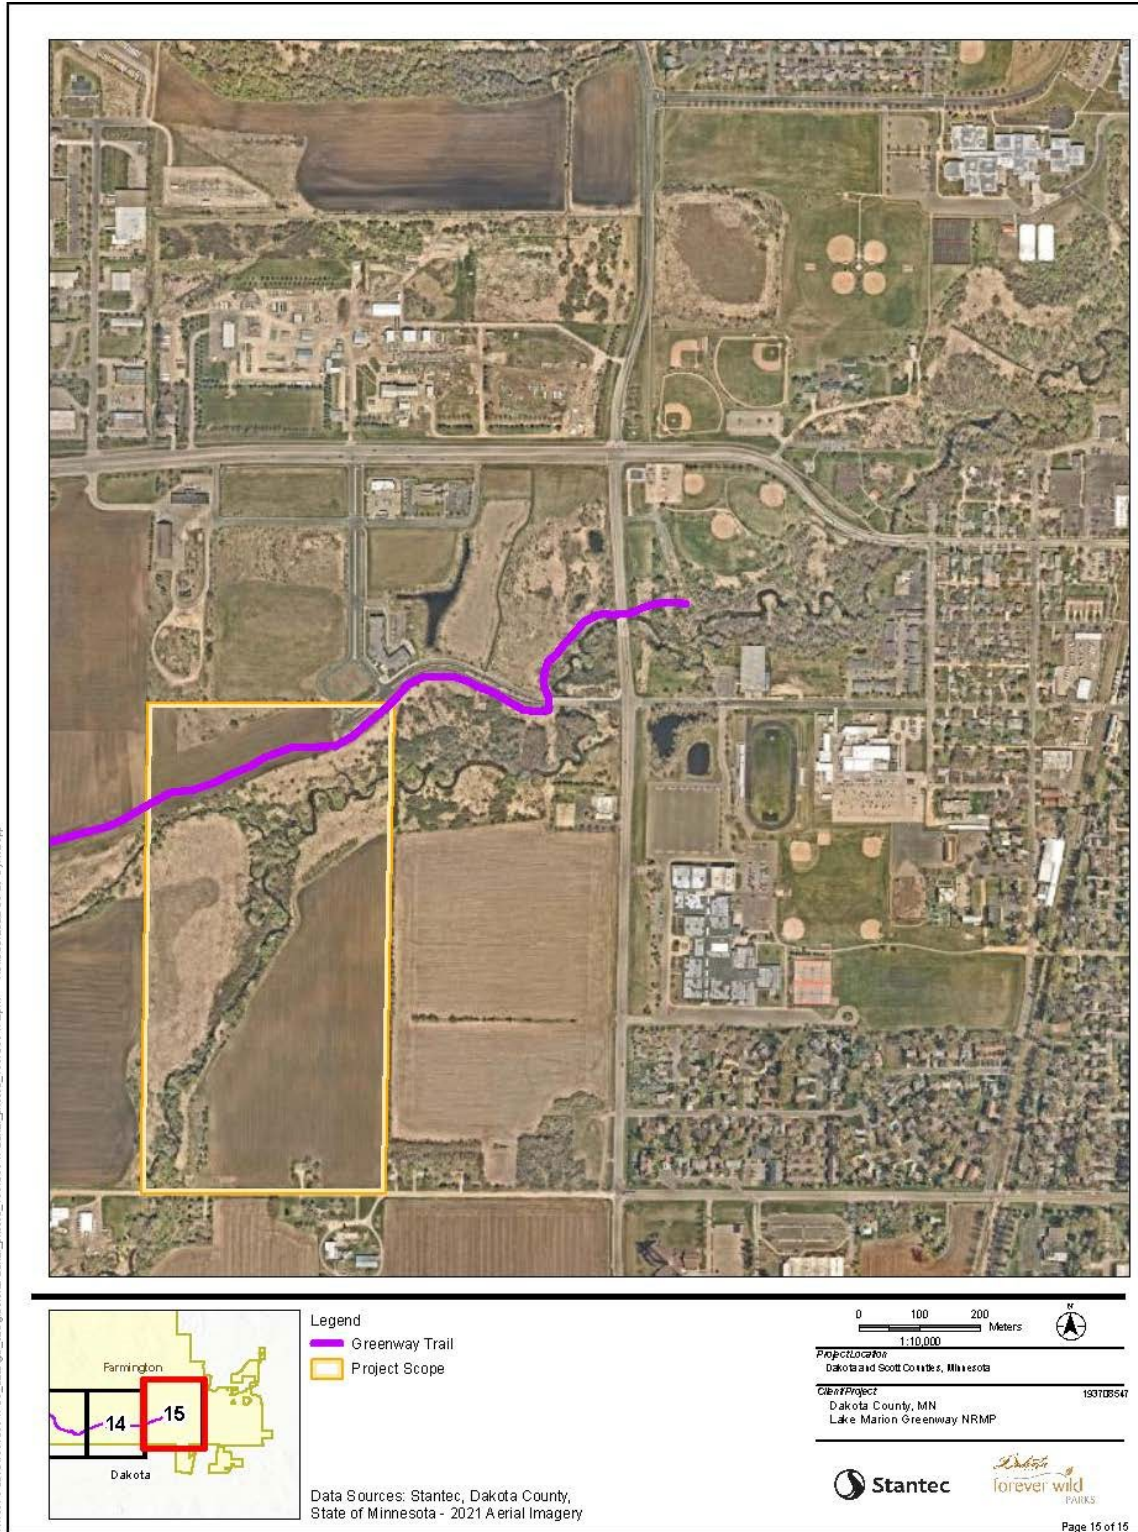 Farmington
14
15
Dakota
Legend
Greenway Trail
Project Scope
Data Sources: Stantec, Dakota County,
State of Minnesota - 2021 Aerial Imagery
0 100 200
Meters
1:10,000
N
Project Location
Dakota and Scott Counties, Minnesota
Client/Project
193708547
Dakota County, MN
Lake Marion Greenway NRMP
Stantec
Dakota
forever wild
PARKS
Page 15 of 15